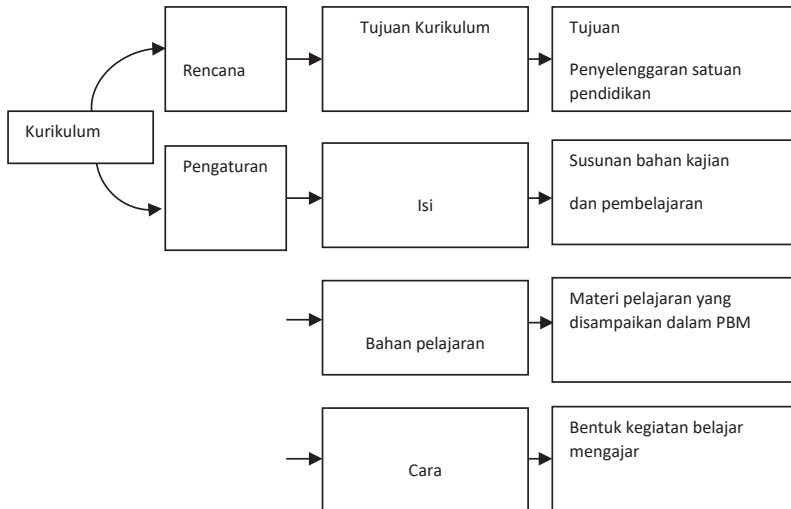 Kurikulum
Rencana
Tujuan Kurikulum
Tujuan
Penyelenggaran satuan
pendidikan
Pengaturan
Isi
Susunan bahan kajian
dan pembelajaran
Bahan pelajaran
Materi pelajaran yang
disampaikan dalam PBM
Cara
Bentuk kegiatan belajar
mengajar